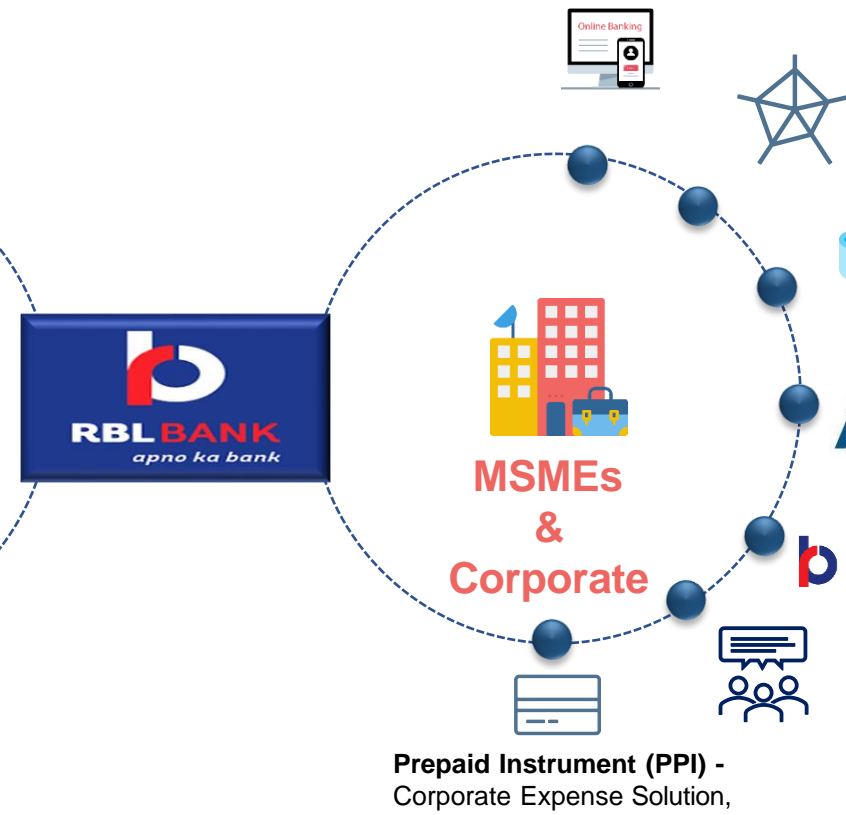 Online Banking
RBL BANK
apno ka bank
MSMEs
&
Corporate
Prepaid Instrument (PPI) -
Corporate Expense Solution,